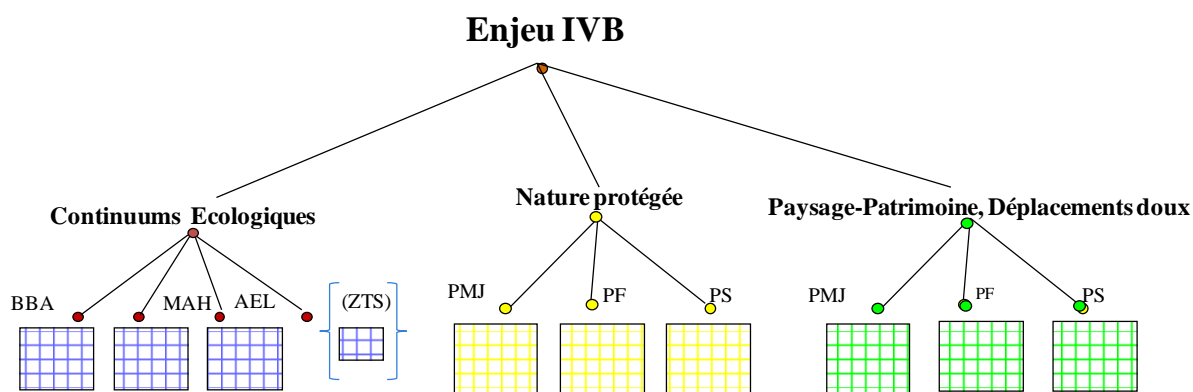 Enjeu IVB
Continuums Ecologiques
Nature protégée
Paysage-Patrimoine, Déplacements doux
BBA
MAH
AEL
(ZTS)
PMJ
PF
PS
PMJ
PF
PS